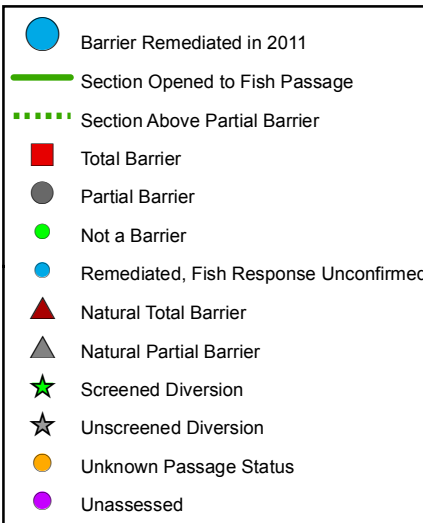 Barrier Remediated in 2011
Section Opened to Fish Passage
Section Above Partial Barrier
Total Barrier
Partial Barrier
Not a Barrier
Remediated, Fish Response Unconfirmed
Natural Total Barrier
Natural Partial Barrier
Screened Diversion
Unscreened Diversion
Unknown Passage Status
Unassessed